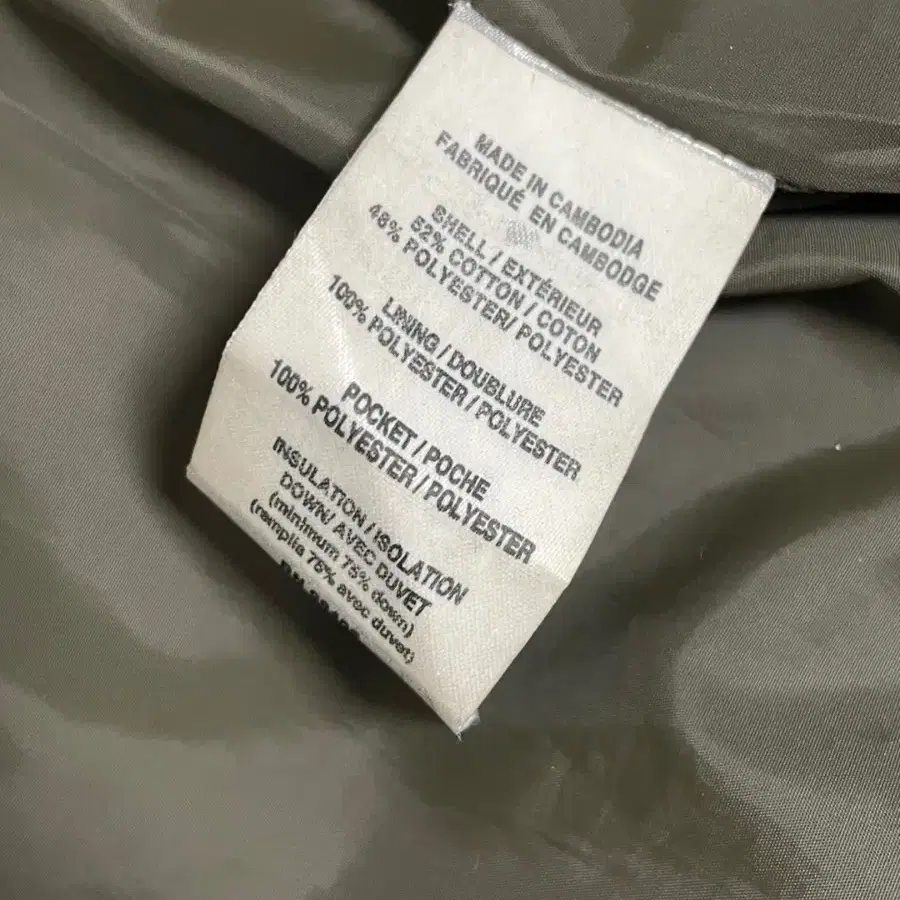 MADE IN CAMBODIA
FABRIQUÉ EN CAMBODGE
SHELL / EXTÉRIEUR
52% COTTON / COTON
48% POLYESTER/ POLYESTER
LINING / DOUBLURE
100% POLYESTER / POLYESTER
POCKET / POCHE
100% POLYESTER / POLYESTER
INSULATION / ISOLATION
DOWN/ AVEC DUVET
(minimum 75% down)
(remplis 75% avec duvet)